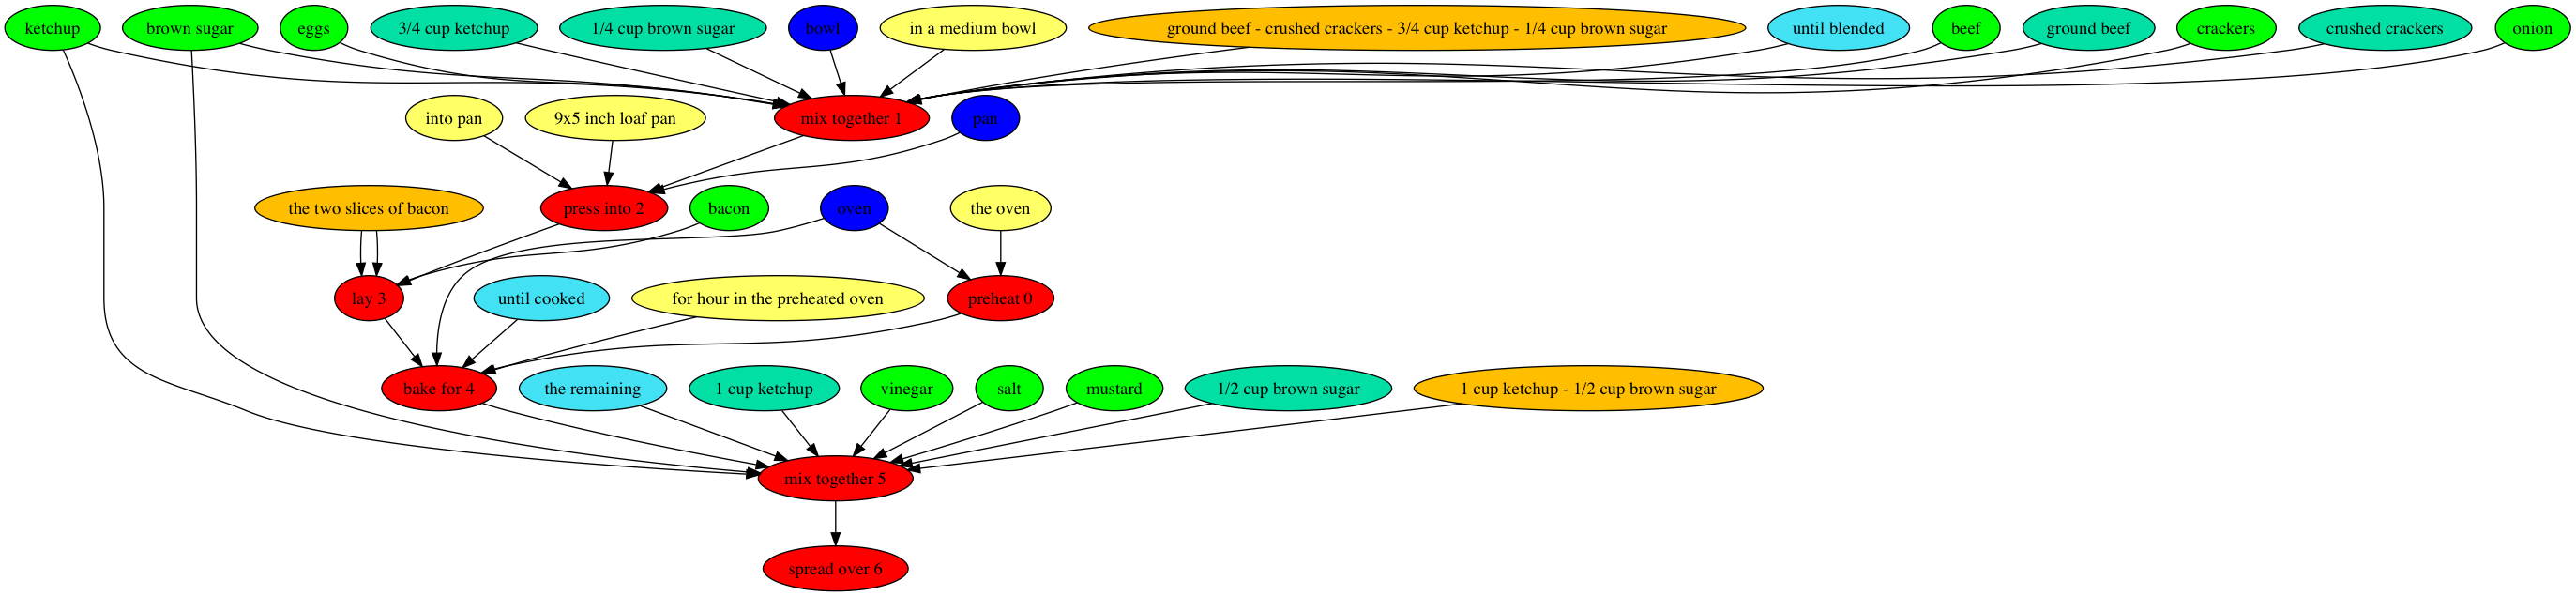 ketchup
brown sugar
eggs
3/4 cup ketchup
1/4 cup brown sugar
bowl
in a medium bowl
ground beef - crushed crackers - 3/4 cup ketchup - 1/4 cup brown sugar
until blended
beef
ground beef
crackers
crushed crackers
onion
into pan
9x5 inch loaf pan
mix together 1
pan
the two slices of bacon
press into 2
bacon
oven
the oven
lay 3
until cooked
for hour in the preheated oven
preheat 0
bake for 4
the remaining
1 cup ketchup
vinegar
salt
mustard
1/2 cup brown sugar
1 cup ketchup - 1/2 cup brown sugar
mix together 5
spread over 6